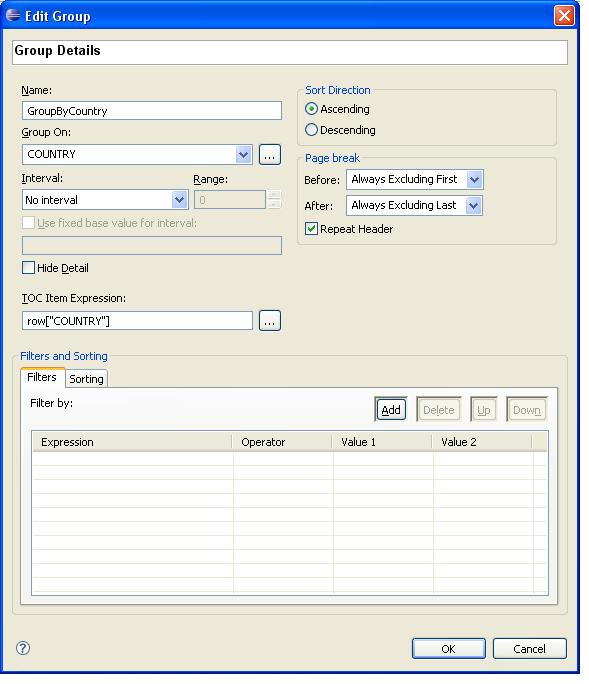 Edit Group
Group Details
Name:
GroupByCountry
Group On:
COUNTRY
...
Interval:
Range:
No interval
0
Use fixed base value for interval:
Hide Detail
TOC Item Expression:
row["COUNTRY"]
...
Sort Direction
Ascending
Descending
Page break
Before: Always Excluding First
After: Always Excluding Last
Repeat Header
Filters and Sorting
Filters Sorting
Filter by:
Add Delete Up Down
Expression Operator Value 1 Value 2
?
OK Cancel